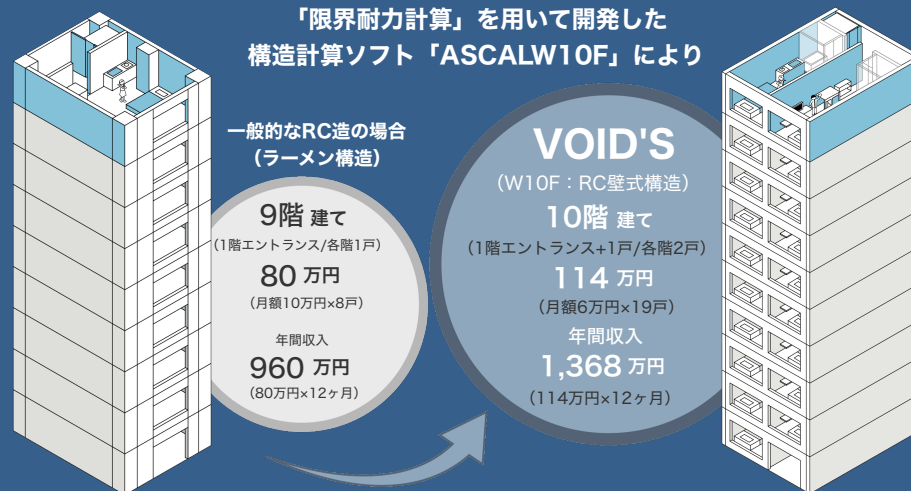 「限界耐力計算」を用いて開発した
構造計算ソフト「ASCALW10F」により
一般的なRC造の場合
（ラーメン構造）
9階 建て
（1階エントランス/各階1戸）
80 万円
（月額10万円×8戸）
年間収入
960 万円
（80万円×12ヶ月）
VOID'S
（W10F：RC壁式構造）
10階 建て
（1階エントランス+1戸/各階2戸）
114 万円
（月額6万円×19戸）
年間収入
1,368 万円
（114万円×12ヶ月）